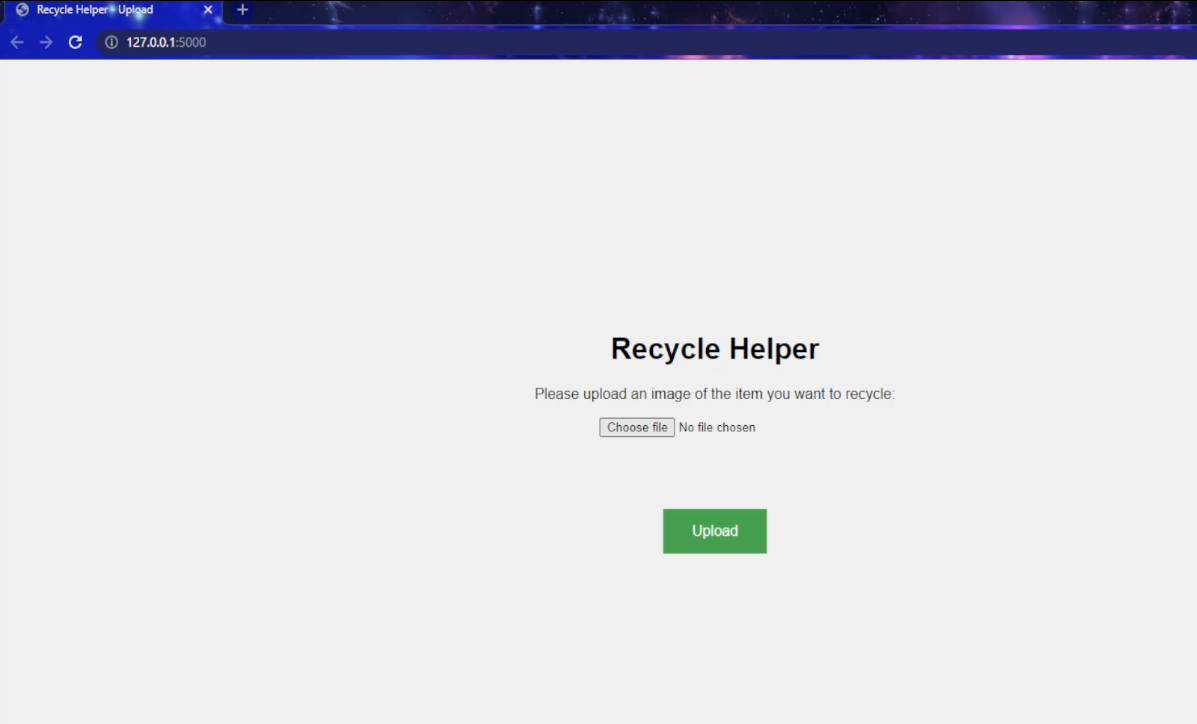 Recycle Helper - Upload
127.0.0.1:5000
Recycle Helper
Please upload an image of the item you want to recycle:
Choose file No file chosen
Upload